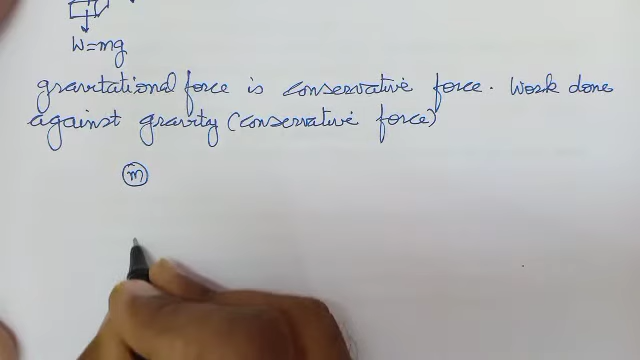 W=mg
gravitational force is conservative force. Work done
against gravity (conservative force)
m